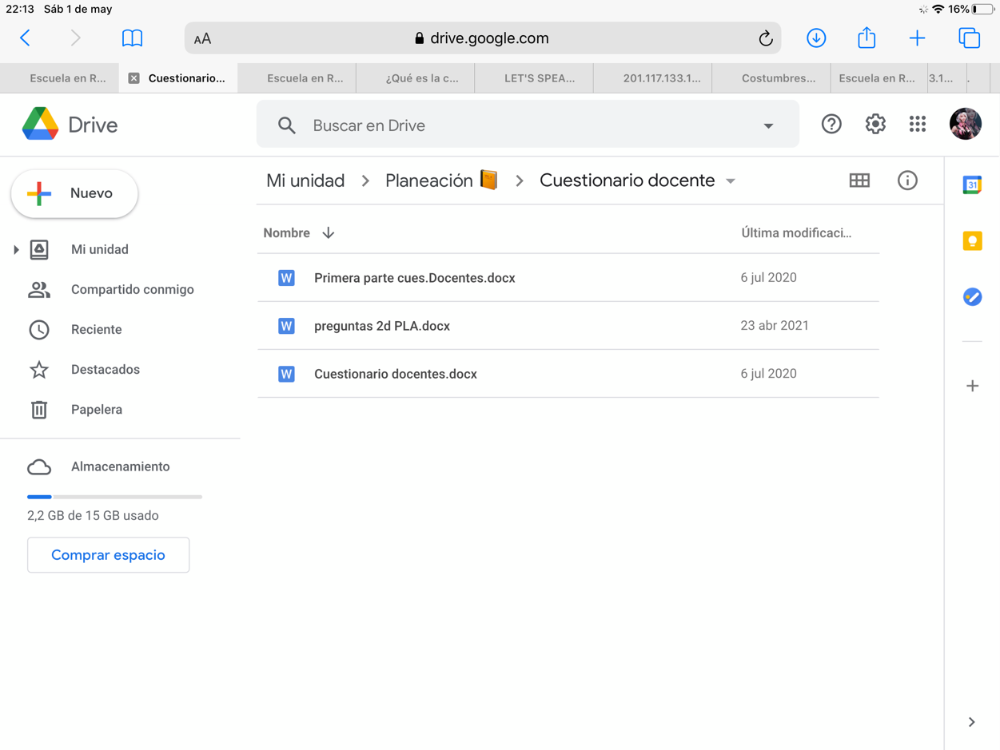 22:13 Sáb 1 de may
16%
AA drive.google.com
Escuela en R...
Cuestionario...
Escuela en R...
¿Qué es la c...
LET'S SPEA...
201.117.133.1...
Costumbres...
Escuela en R...
3.1...
.
Drive
Buscar en Drive
Nuevo
Mi unidad > Planeación > Cuestionario docente
31
Mi unidad
Compartido conmigo
Reciente
Destacados
Papelera
Almacenamiento
2,2 GB de 15 GB usado
Comprar espacio
Nombre Última modificaci...
W Primera parte cues.Docentes.docx 6 jul 2020
W preguntas 2d PLA.docx 23 abr 2021
W Cuestionario docentes.docx 6 jul 2020